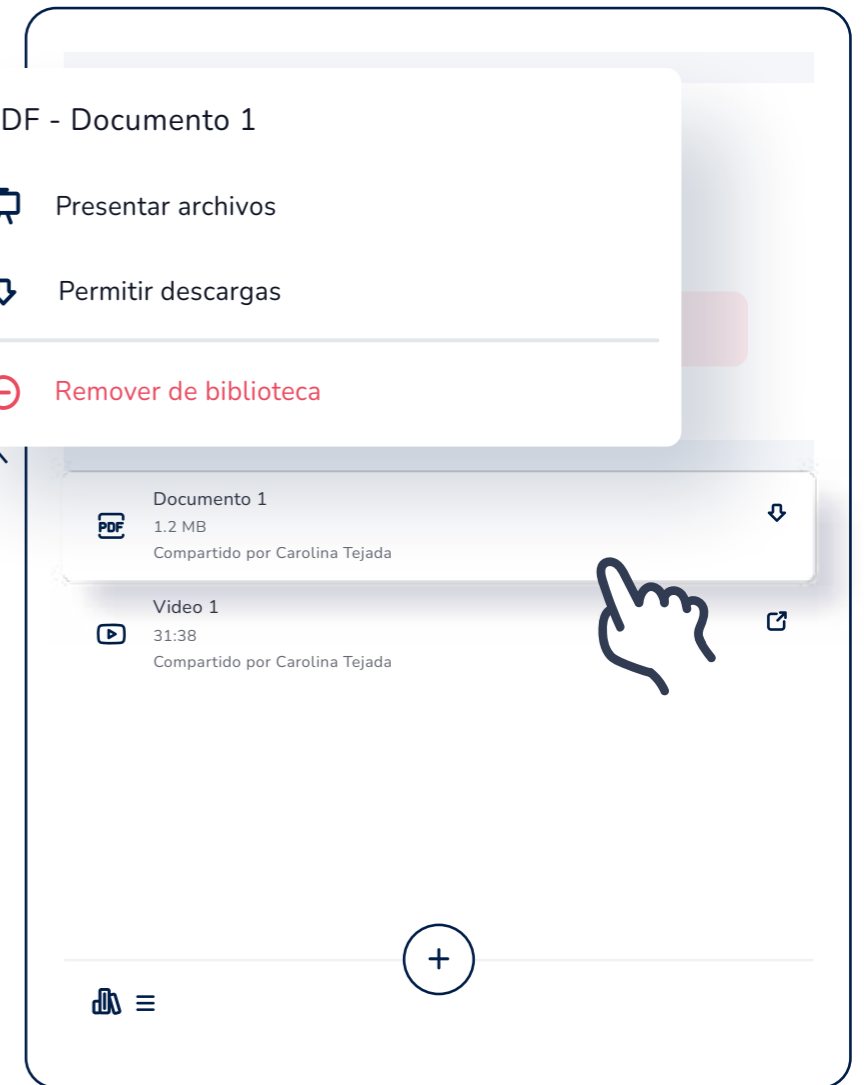 DF - Documento 1
Presentar archivos
Permitir descargas
Remover de biblioteca
Documento 1
PDF
1.2 MB
Compartido por Carolina Tejada
Video 1
31:38
Compartido por Carolina Tejada